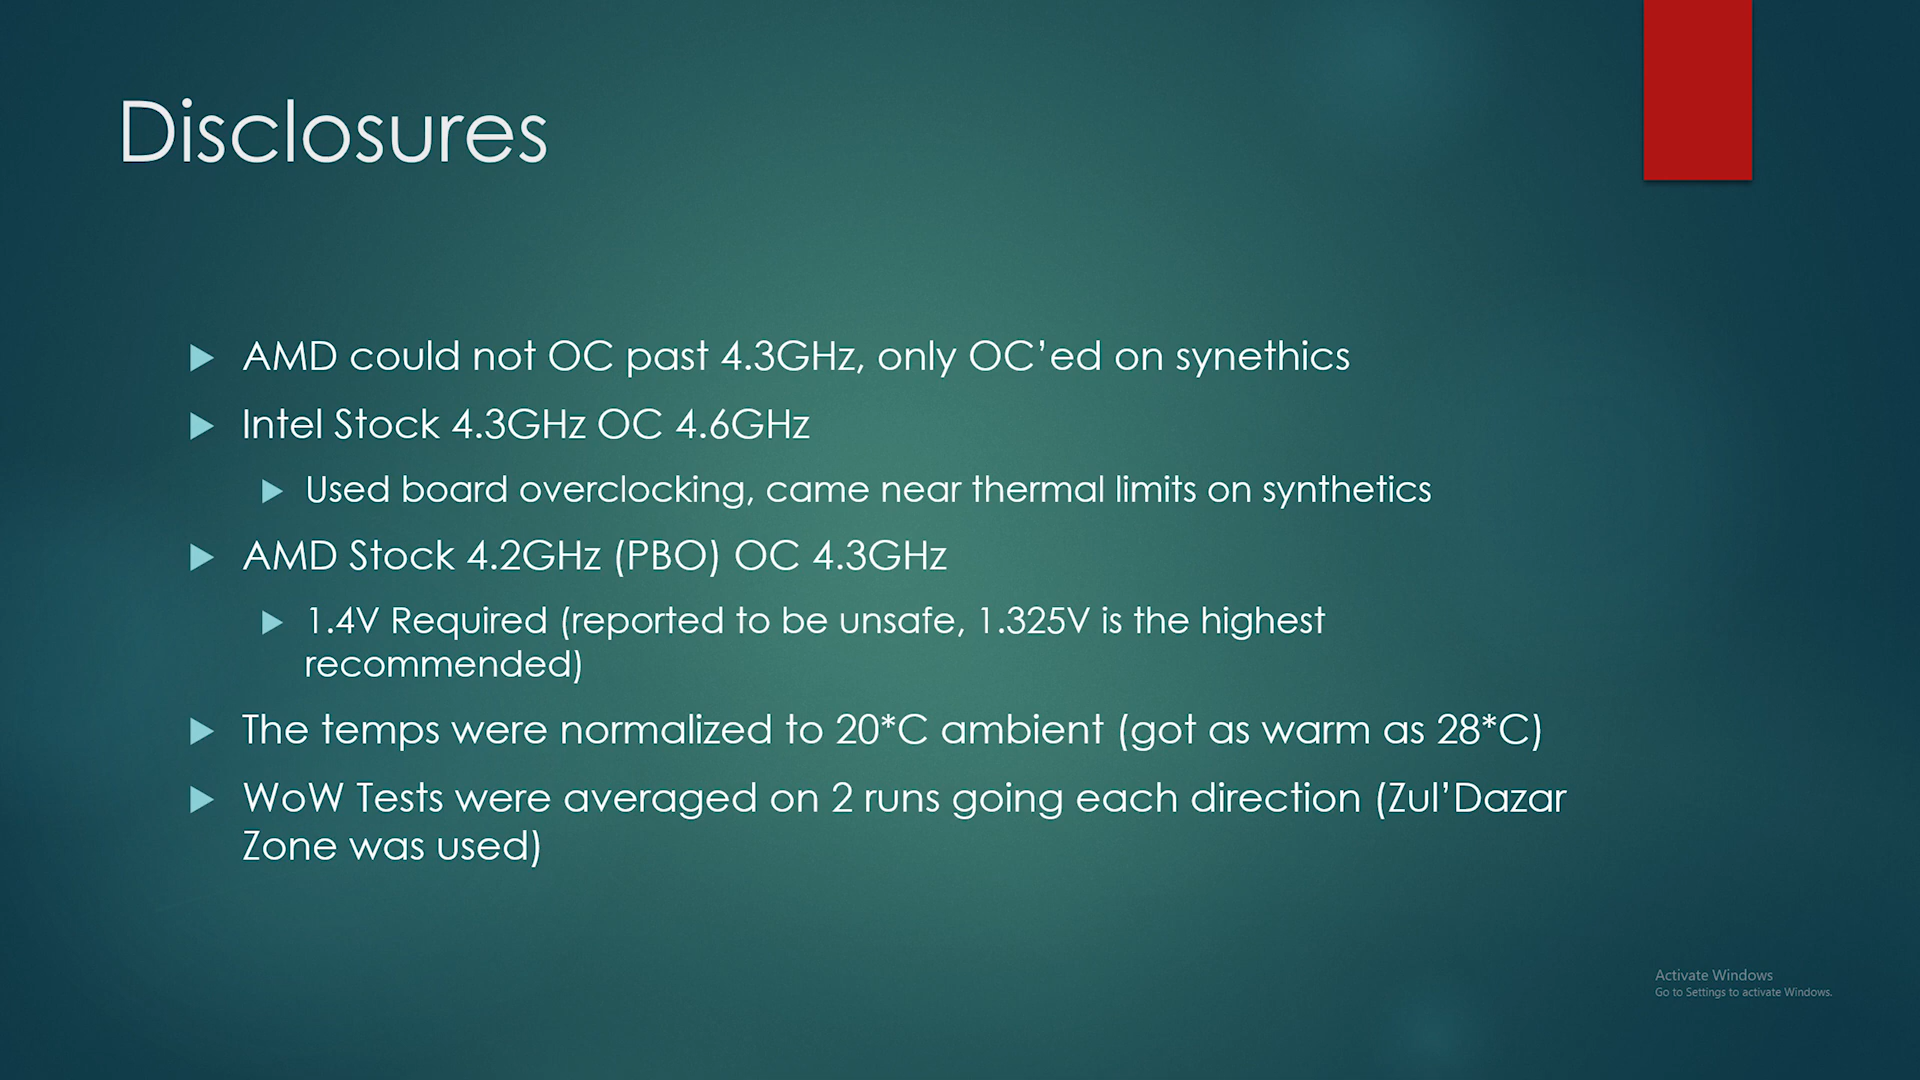 Disclosures
AMD could not OC past 4.3GHz, only OC’ed on synethics
Intel Stock 4.3GHz OC 4.6GHz
Used board overclocking, came near thermal limits on synthetics
AMD Stock 4.2GHz (PBO) OC 4.3GHz
1.4V Required (reported to be unsafe, 1.325V is the highest
recommended)
The temps were normalized to 20*C ambient (got as warm as 28*C)
WoW Tests were averaged on 2 runs going each direction (Zul’Dazar
Zone was used)
Activate Windows
Go to Settings to activate Windows.